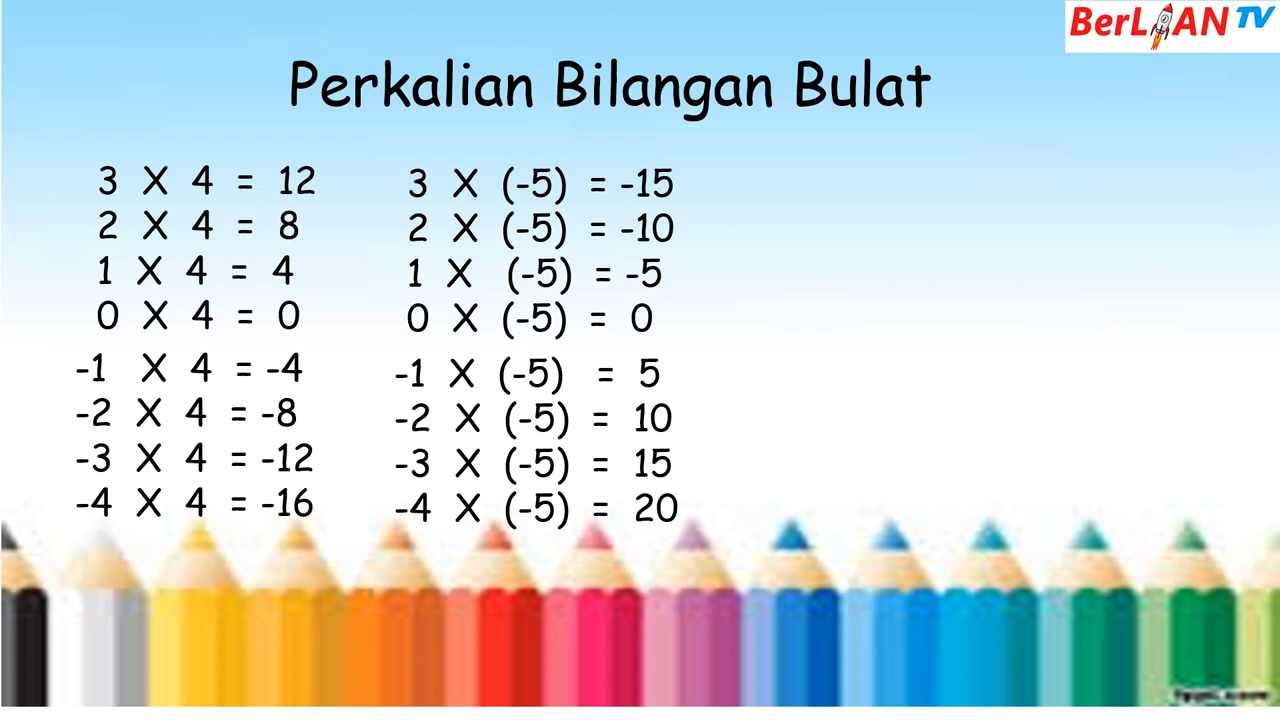 BerLIAN TV
Perkalian Bilangan Bulat
3 X 4 = 12
2 X 4 = 8
1 X 4 = 4
0 X 4 = 0
-1 X 4 = -4
-2 X 4 = -8
-3 X 4 = -12
-4 X 4 = -16
3 X (-5) = -15
2 X (-5) = -10
1 X (-5) = -5
0 X (-5) = 0
-1 X (-5) = 5
-2 X (-5) = 10
-3 X (-5) = 15
-4 X (-5) = 20